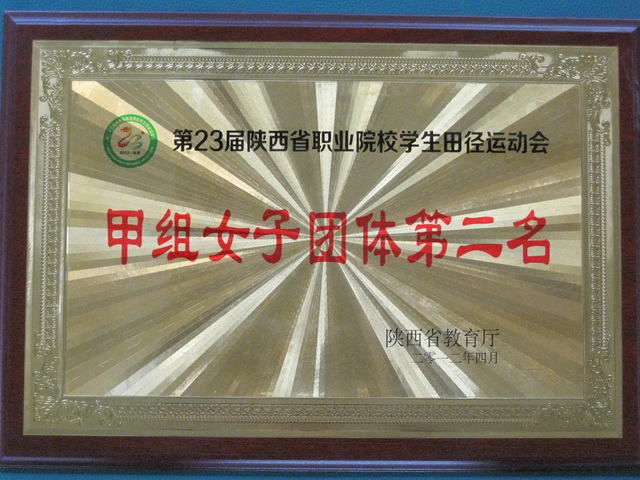 第23届陕西省职业院校学生田径运动会
甲组女子团体第二名
陕西省教育厅
二零一二年四月